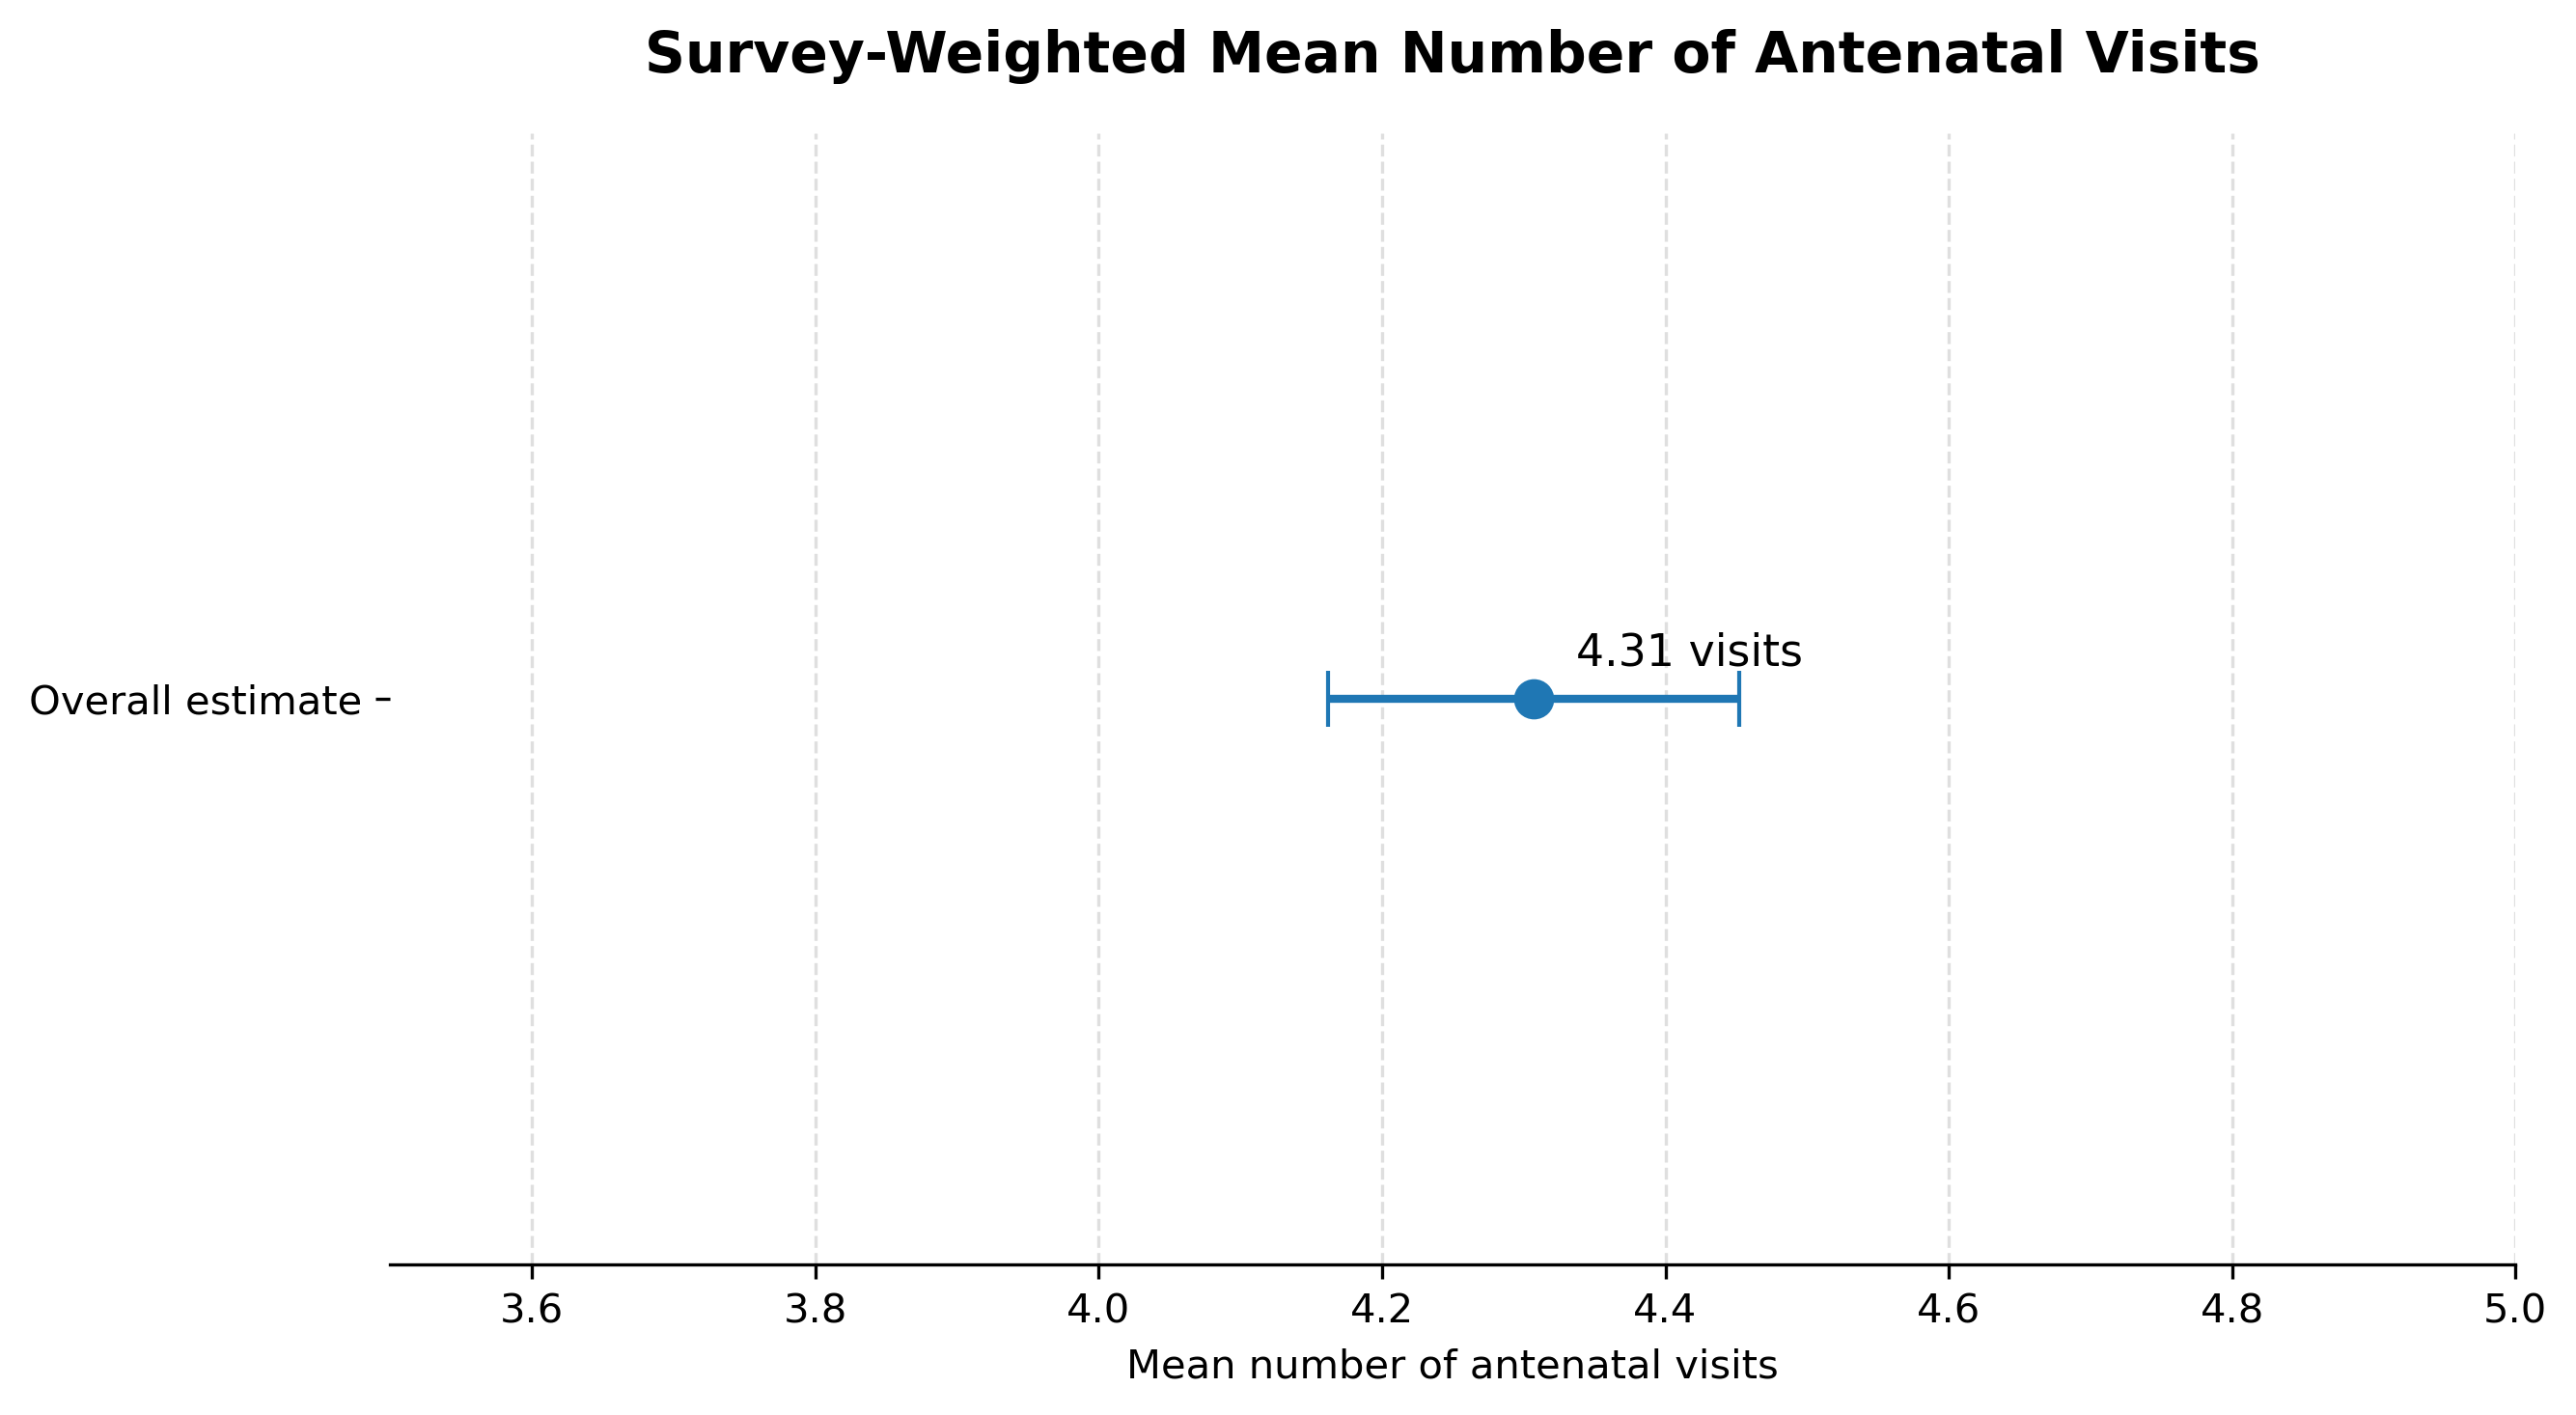 Survey-Weighted Mean Number of Antenatal Visits
4.31 visits
Overall estimate
3.6 3.8 4.0 4.2 4.4 4.6 4.8 5.0
Mean number of antenatal visits